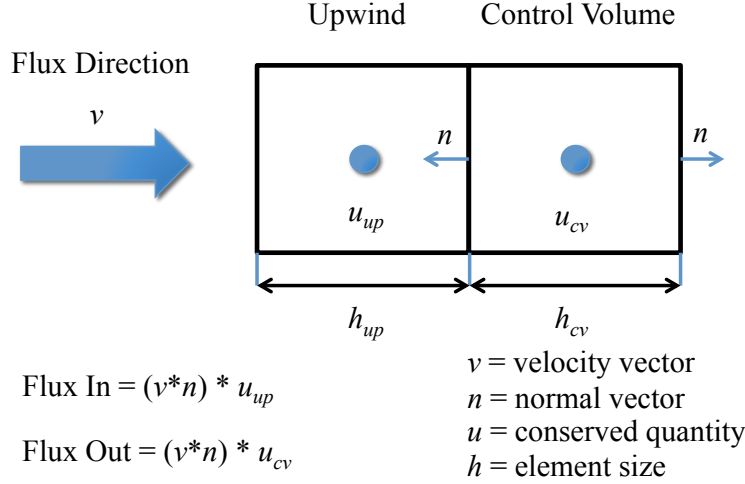 Upwind
Control Volume
Flux Direction
v
n
n
u_up
u_cv
h_up
h_cv
Flux In = (v*n) * u_up
Flux Out = (v*n) * u_cv
v = velocity vector
n = normal vector
u = conserved quantity
h = element size